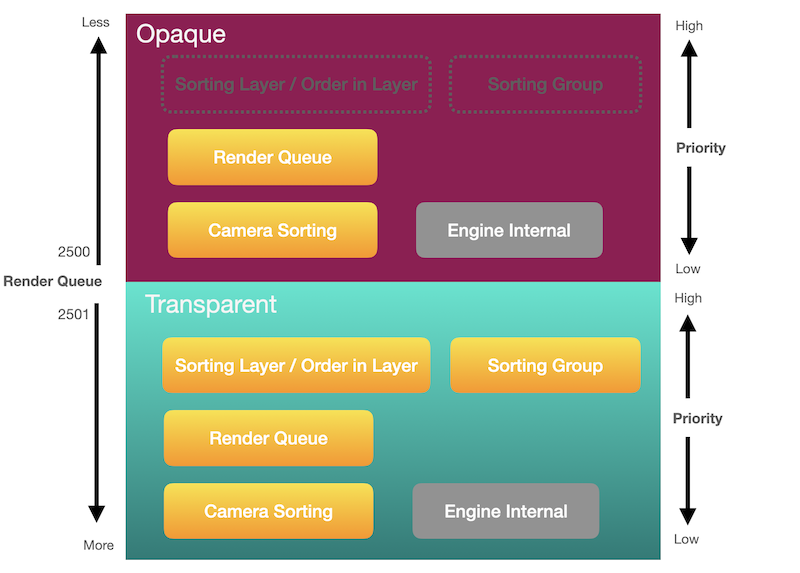 Less
Opaque
High
Sorting Layer / Order in Layer
Sorting Group
Render Queue
Priority
Camera Sorting
Engine Internal
2500
Low
Render Queue
Transparent
High
2501
Sorting Layer / Order in Layer
Sorting Group
Render Queue
Priority
Camera Sorting
Engine Internal
More
Low